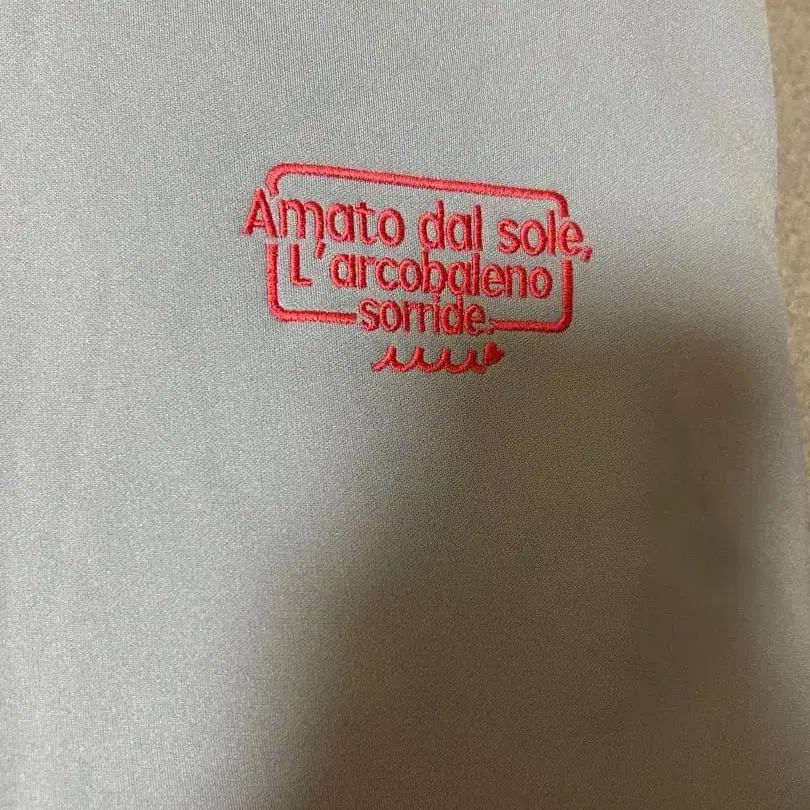 Amato dal sole,
L'arcobaleno
sorride.